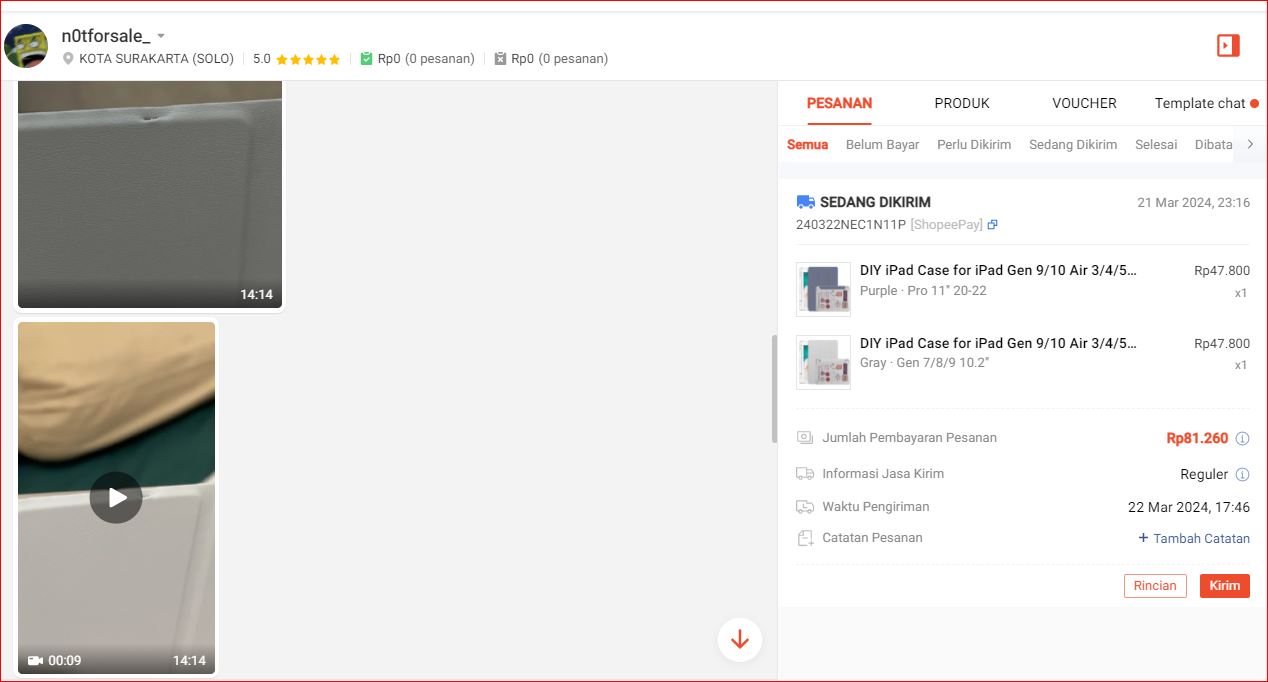 n0tforsale_
KOTA SURAKARTA (SOLO)
5.0
Rp0 (0 pesanan)
Rp0 (0 pesanan)
14:14
00:09
14:14
PESANAN
PRODUK
VOUCHER
Template chat
Semua
Belum Bayar
Perlu Dikirim
Sedang Dikirim
Selesai
Dibata
SEDANG DIKIRIM
21 Mar 2024, 23:16
240322NEC1N11P [ShopeePay]
DIY iPad Case for iPad Gen 9/10 Air 3/4/5...
Rp47.800
Purple · Pro 11" 20-22
x1
DIY iPad Case for iPad Gen 9/10 Air 3/4/5...
Rp47.800
Gray · Gen 7/8/9 10.2"
x1
Jumlah Pembayaran Pesanan
Rp81.260
Informasi Jasa Kirim
Reguler
Waktu Pengiriman
22 Mar 2024, 17:46
Catatan Pesanan
+ Tambah Catatan
Rincian
Kirim